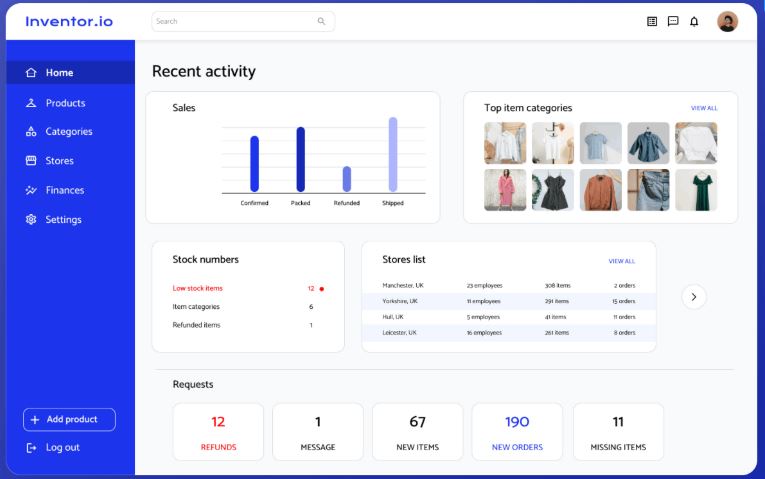 Inventor.io
Search
Home
Products
Categories
Stores
Finances
Settings
Add product
Log out
Recent activity
Sales
Confirmed Packed Refunded Shipped
Top item categories VIEW ALL
Stock numbers
Low stock items 12
Item categories 6
Refunded items 1
Stores list VIEW ALL
Manchester, UK 23 employees 308 items 2 orders
Yorkshire, UK 11 employees 291 items 15 orders
Hull, UK 5 employees 41 items 11 orders
Leicester, UK 16 employees 261 items 8 orders
Requests
12 1 67 190 11
REFUNDS MESSAGE NEW ITEMS NEW ORDERS MISSING ITEMS